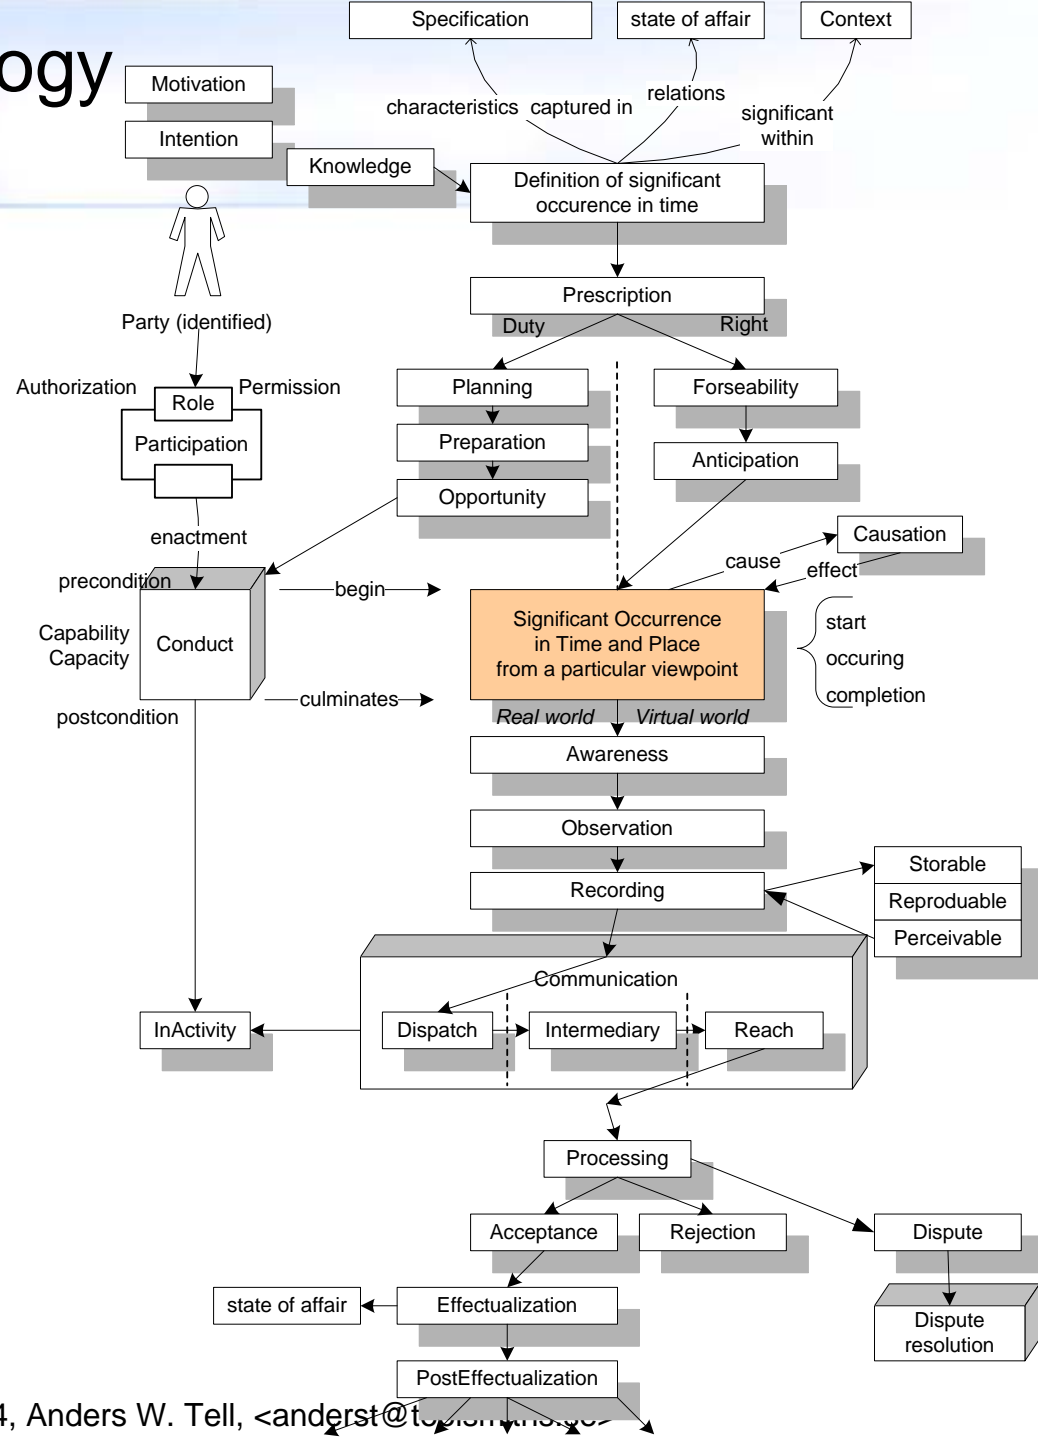 ogy
Specification
state of affair
Context
Motivation
Intention
Knowledge
characteristics captured in
relations
significant
within
Definition of significant
occurence in time
Prescription
Duty
Right
Party (identified)
Authorization
Permission
Role
Participation
enactment
Planning
Preparation
Opportunity
Forseability
Anticipation
Causation
cause
effect
precondition
Capability
Capacity
Conduct
postcondition
begin
culminates
Significant Occurrence
in Time and Place
from a particular viewpoint
start
occuring
completion
Real world
Virtual world
Awareness
Observation
Recording
Storable
Reproduable
Perceivable
Communication
Dispatch
Intermediary
Reach
InActivity
Processing
Acceptance
Rejection
Dispute
Dispute
resolution
state of affair
Effectualization
PostEffectualization
4, Anders W. Tell,